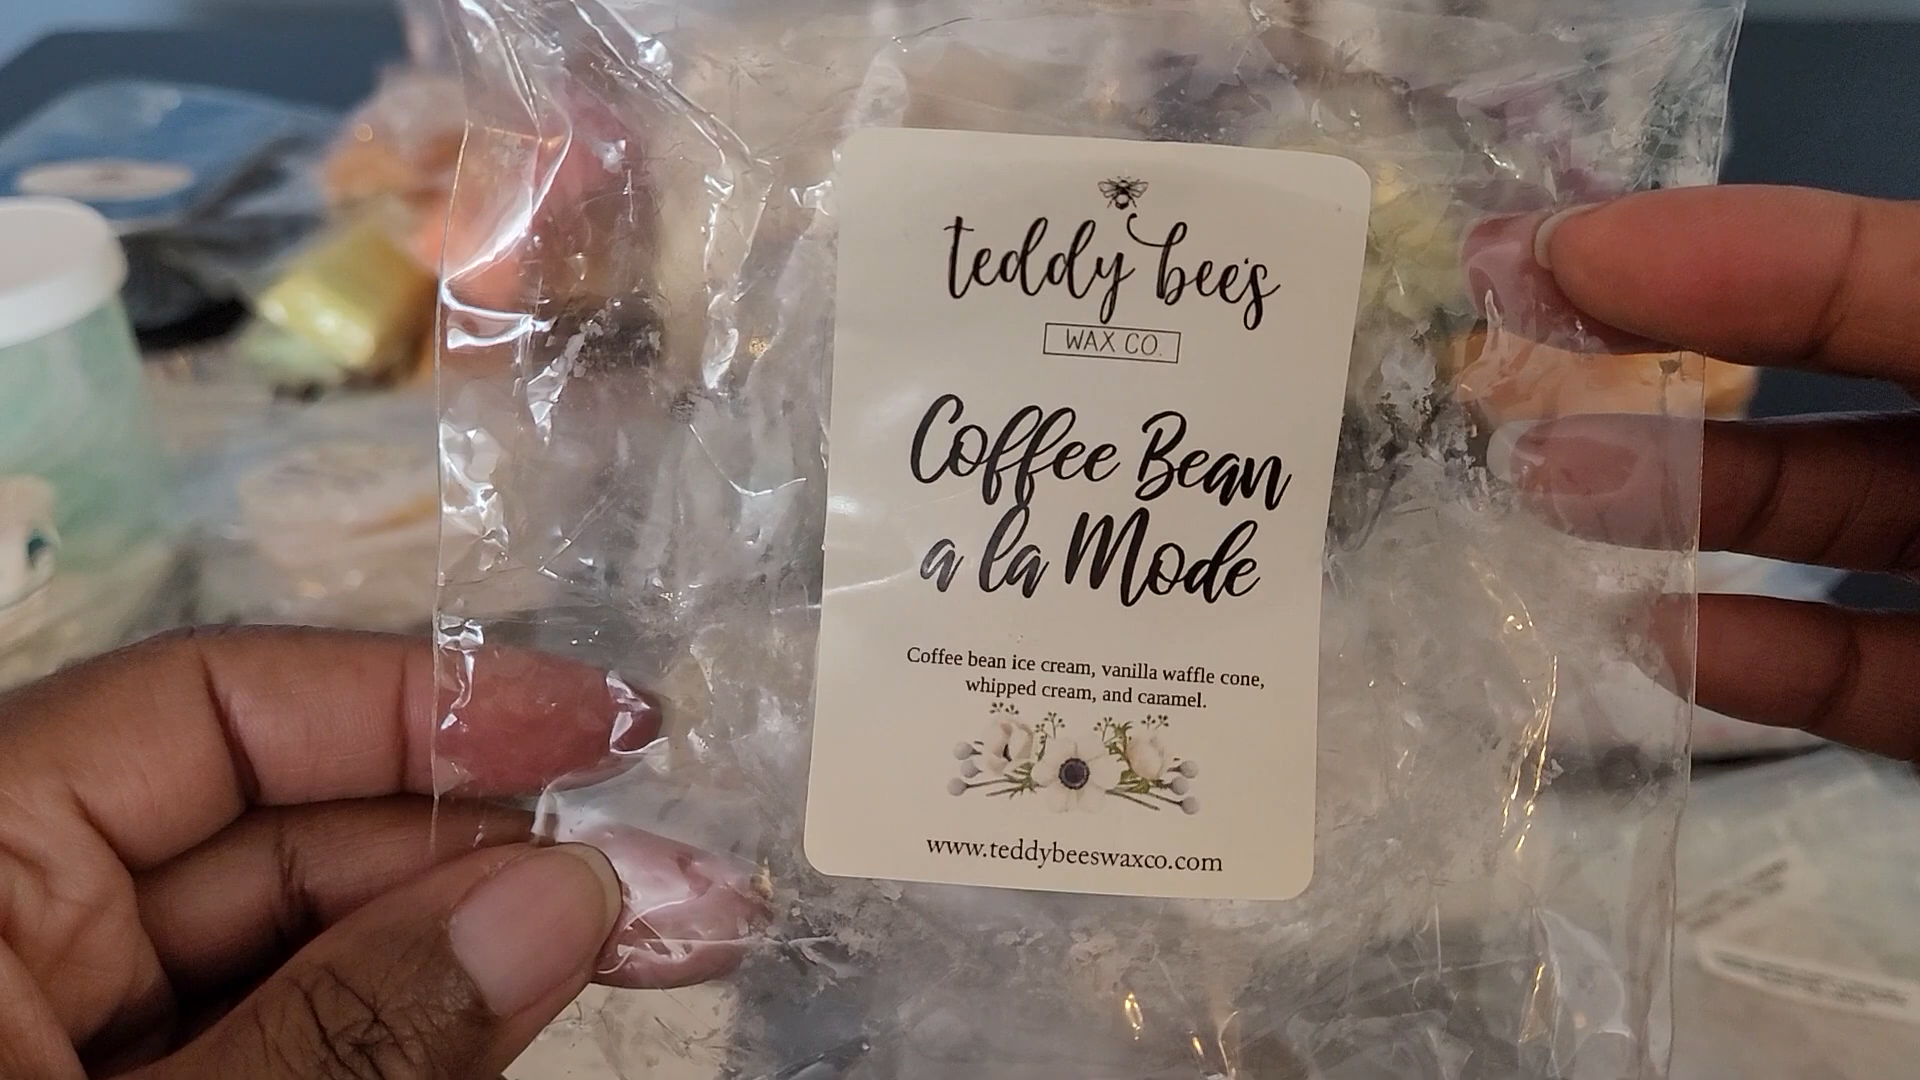 teddy bee's
WAX CO.
Coffee Bean
a la Mode
Coffee bean ice cream, vanilla waffle cone,
whipped cream, and caramel.
www.teddybeeswaxco.com